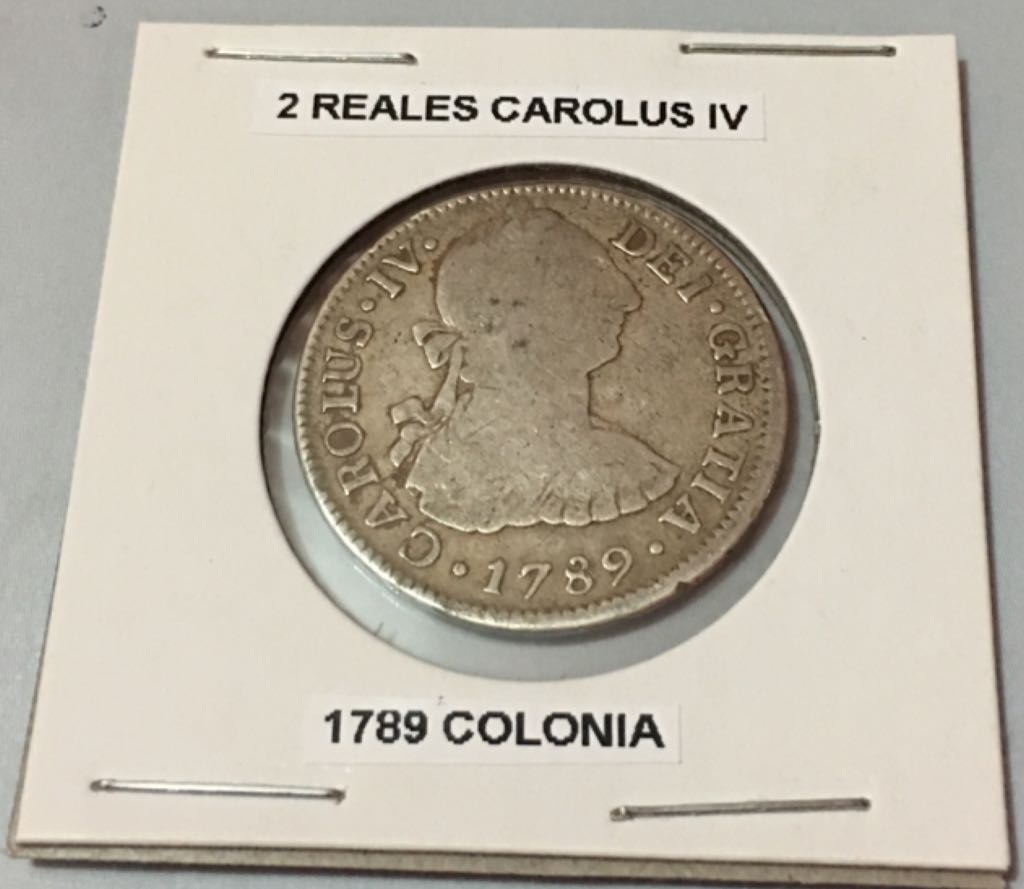 2 REALES CAROLUS IV
CAROLUS·IV· DEI·GRATIA
·1789·
1789 COLONIA